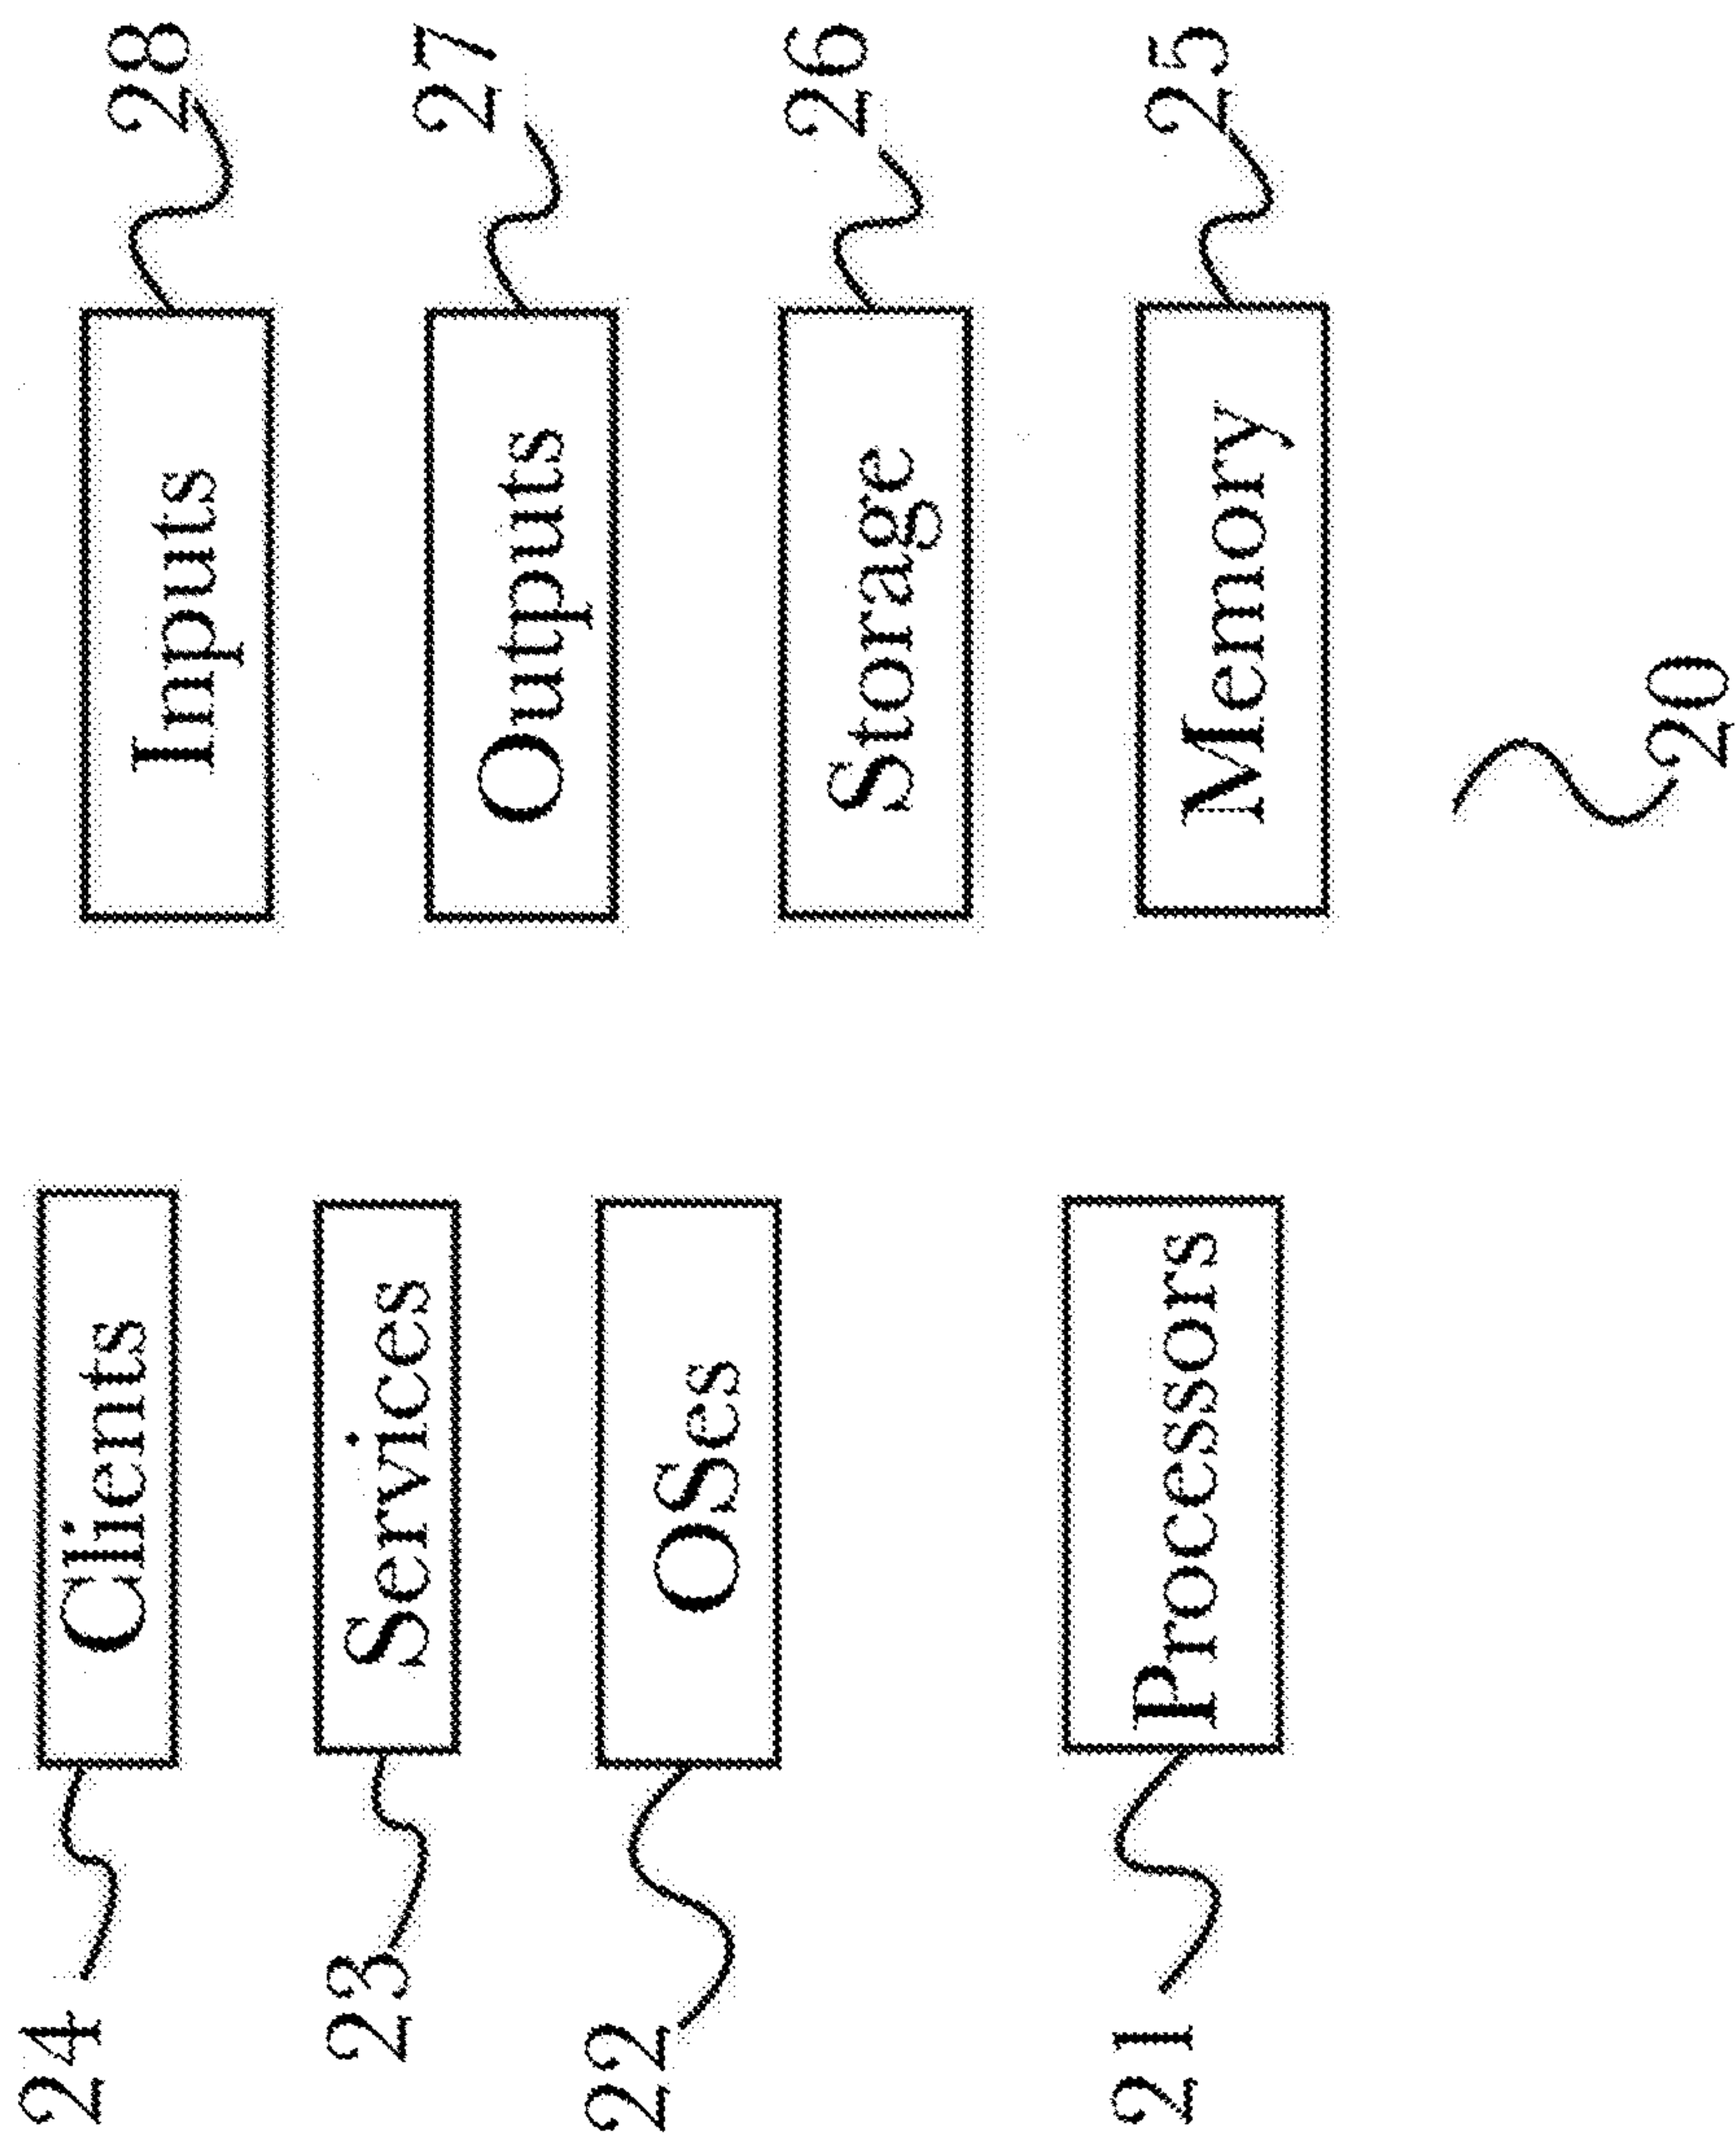 24 Clients Inputs 28
23 Services Outputs 27
22 OSes Storage 26
21 Processors Memory 25
20